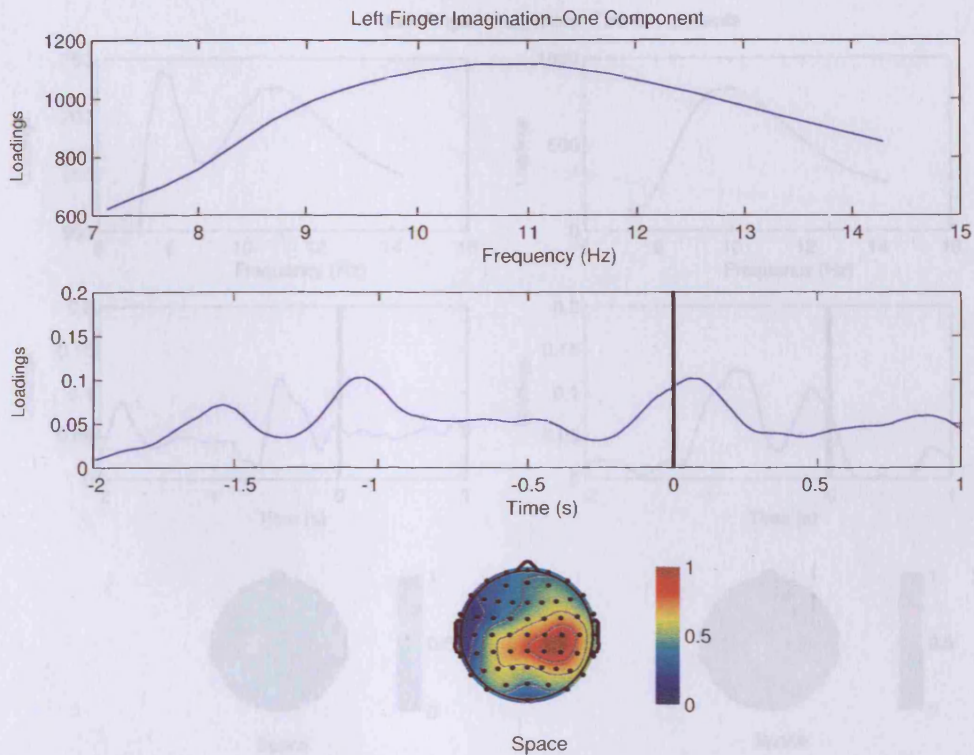 Left Finger Imagination-One Component
1200
1000
800
600
Loadings
7 8 9 10 11 12 13 14 15
Frequency (Hz)
0.2
0.15
0.1
0.05
0
Loadings
-2 -1.5 -1 -0.5 0 0.5 1
Time (s)
1
0.5
0
Space